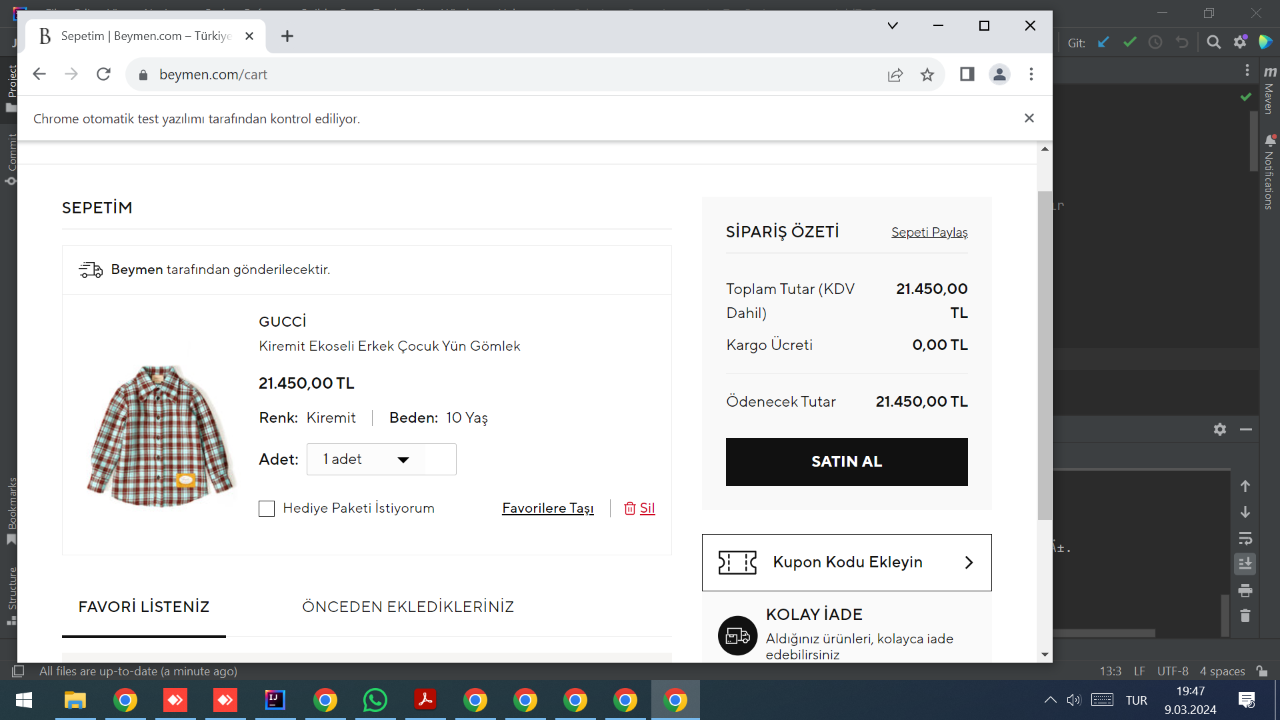 Sepetim | Beymen.com – Türkiye
beymen.com/cart
Chrome otomatik test yazılımı tarafından kontrol ediliyor.
SEPETİM
Beymen tarafından gönderilecektir.
GUCCİ
Kiremit Ekoseli Erkek Çocuk Yün Gömlek
21.450,00 TL
Renk: Kiremit
Beden: 10 Yaş
Adet: 1 adet
Hediye Paketi İstiyorum
Favorilere Taşı
Sil
FAVORİ LİSTENİZ
ÖNCEDEN EKLEDİKLERİNİZ
SİPARİŞ ÖZETİ
Sepeti Paylaş
Toplam Tutar (KDV
Dahil)
21.450,00
TL
Kargo Ücreti 0,00 TL
Ödenecek Tutar 21.450,00 TL
SATIN AL
Kupon Kodu Ekleyin
KOLAY İADE
Aldığınız ürünleri, kolayca iade
edebilirsiniz
Project
Commit
Bookmarks
Structure
Git:
Maven
Notifications
All files are up-to-date (a minute ago)
13:3 LF UTF-8 4 spaces
TUR
19:47
9.03.2024